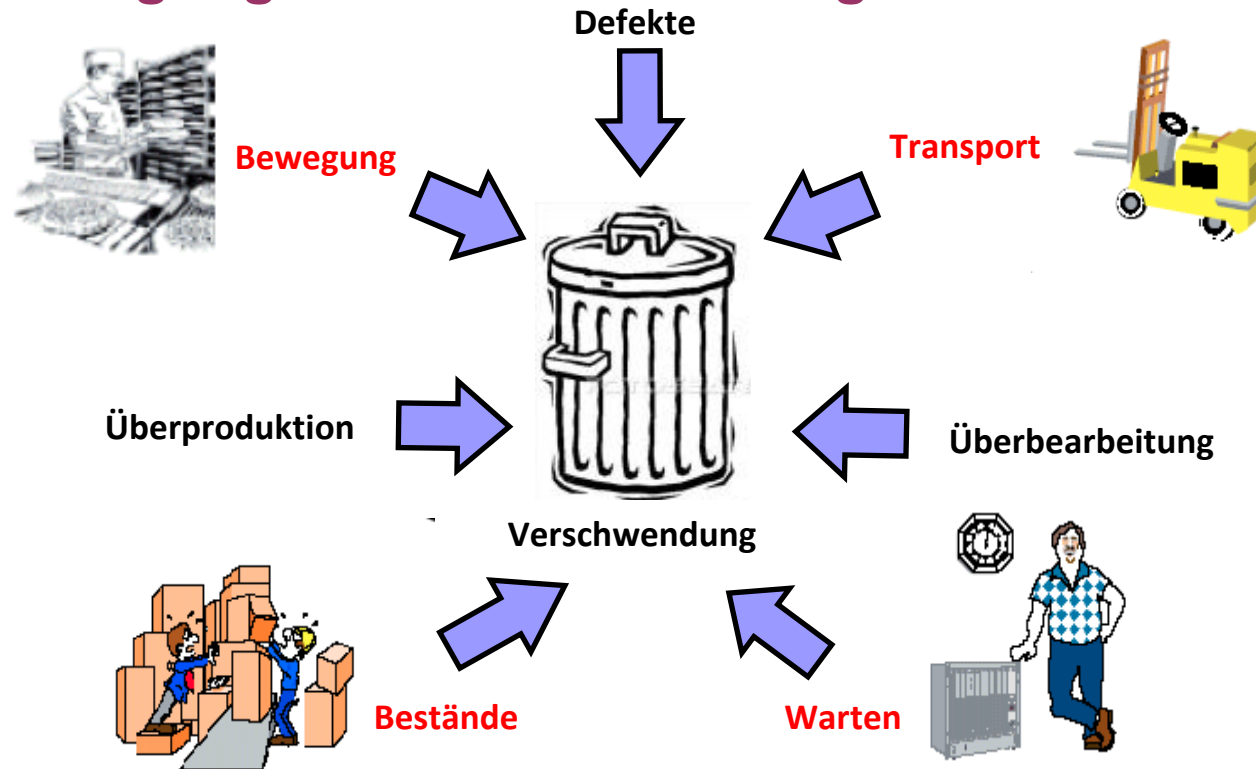 Defekte
Bewegung
Transport
Überproduktion
Überbearbeitung
Verschwendung
Bestände
Warten